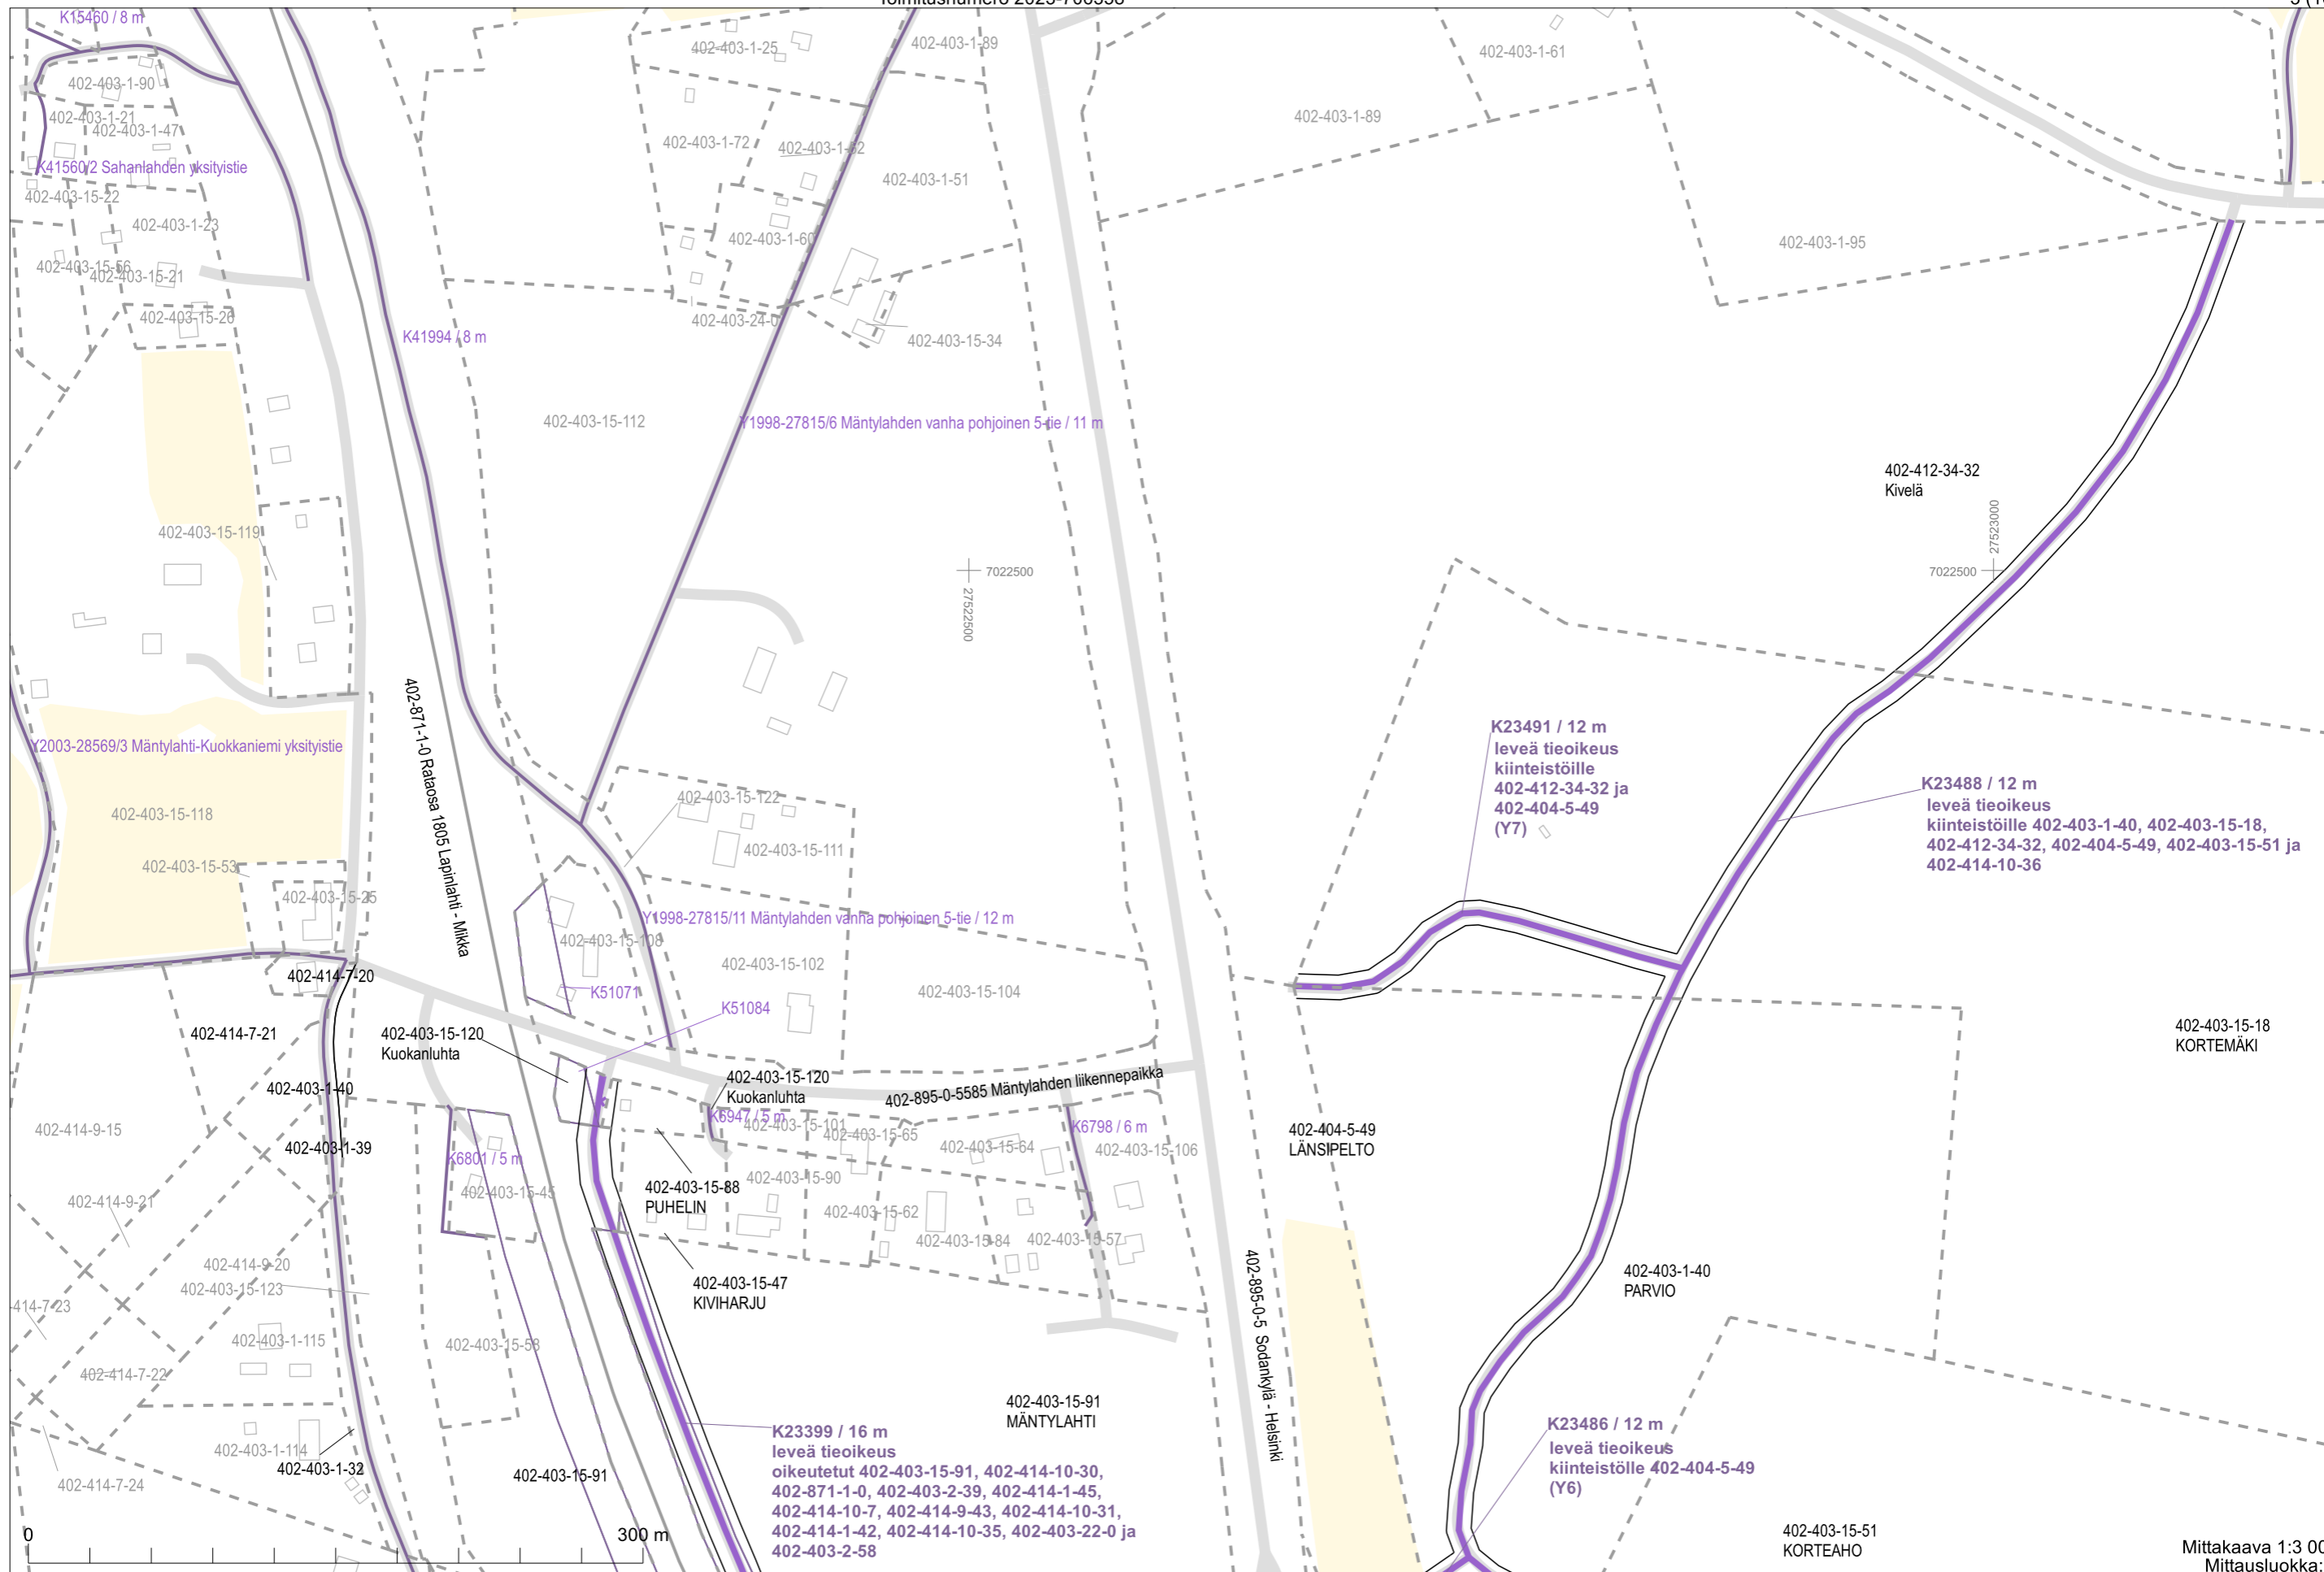 K15460 / 8 m
402-403-1-25
402-403-1-89
402-403-1-61
402-403-1-90
402-403-1-21
402-403-1-47
402-403-1-89
402-403-1-72
402-403-1-62
K41560/2 Sahanlahden yksityistie
402-403-1-51
402-403-15-22
402-403-1-23
402-403-1-60
402-403-1-95
402-403-15-56
402-403-15-21
402-403-15-26
402-403-24-0
K41994 / 8 m
402-403-15-34
402-403-15-112
Y1998-27815/6 Mäntylahden vanha pohjoinen 5-tie / 11 m
402-412-34-32
Kivelä
402-403-15-119
7022500
27522500
7022500
27523000
402-871-1-0 Rataosa 1805 Lapinlahti - Mikka
K23491 / 12 m
leveä tieoikeus
kiinteistöille
402-412-34-32 ja
402-404-5-49
(Y7)
Y2003-28569/3 Mäntylahti-Kuokkaniemi yksityistie
K23488 / 12 m
leveä tieoikeus
kiinteistöille 402-403-1-40, 402-403-15-18,
402-412-34-32, 402-404-5-49, 402-403-15-51 ja
402-414-10-36
402-403-15-122
402-403-15-118
402-403-15-111
402-403-15-53
402-403-15-25
Y1998-27815/11 Mäntylahden vanha pohjoinen 5-tie / 12 m
402-403-15-108
402-403-15-102
402-414-7-20
K51071
402-403-15-104
K51084
402-414-7-21
402-403-15-120
Kuokanluhta
402-403-15-18
KORTEMÄKI
402-403-15-120
Kuokanluhta
402-895-0-5585 Mäntylahden liikennepaikka
402-403-1-40
K6947 / 5 m
402-403-15-101
402-403-15-65
K6798 / 6 m
402-414-9-15
402-403-1-39
402-403-15-64
402-403-15-106
402-404-5-49
LÄNSIPELTO
K6801 / 5 m
402-403-15-45
402-403-15-88
PUHELIN
402-403-15-90
402-414-9-21
402-403-15-62
402-403-15-84
402-403-15-57
402-414-9-20
402-403-15-123
402-403-15-47
KIVIHARJU
402-895-0-5 Sodankylä - Helsinki
402-403-1-40
PARVIO
414-7-23
402-403-1-115
402-403-15-58
402-414-7-22
402-403-15-91
MÄNTYLAHTI
K23399 / 16 m
leveä tieoikeus
oikeutetut 402-403-15-91, 402-414-10-30,
402-871-1-0, 402-403-2-39, 402-414-1-45,
402-414-10-7, 402-414-9-43, 402-414-10-31,
402-414-1-42, 402-414-10-35, 402-403-22-0 ja
402-403-2-58
K23486 / 12 m
leveä tieoikeus
kiinteistölle 402-404-5-49
(Y6)
402-403-1-114
402-403-1-32
402-403-15-91
402-414-7-24
0
300 m
402-403-15-51
KORTEAHO
Mittakaava 1:3 00
Mittausluokka: